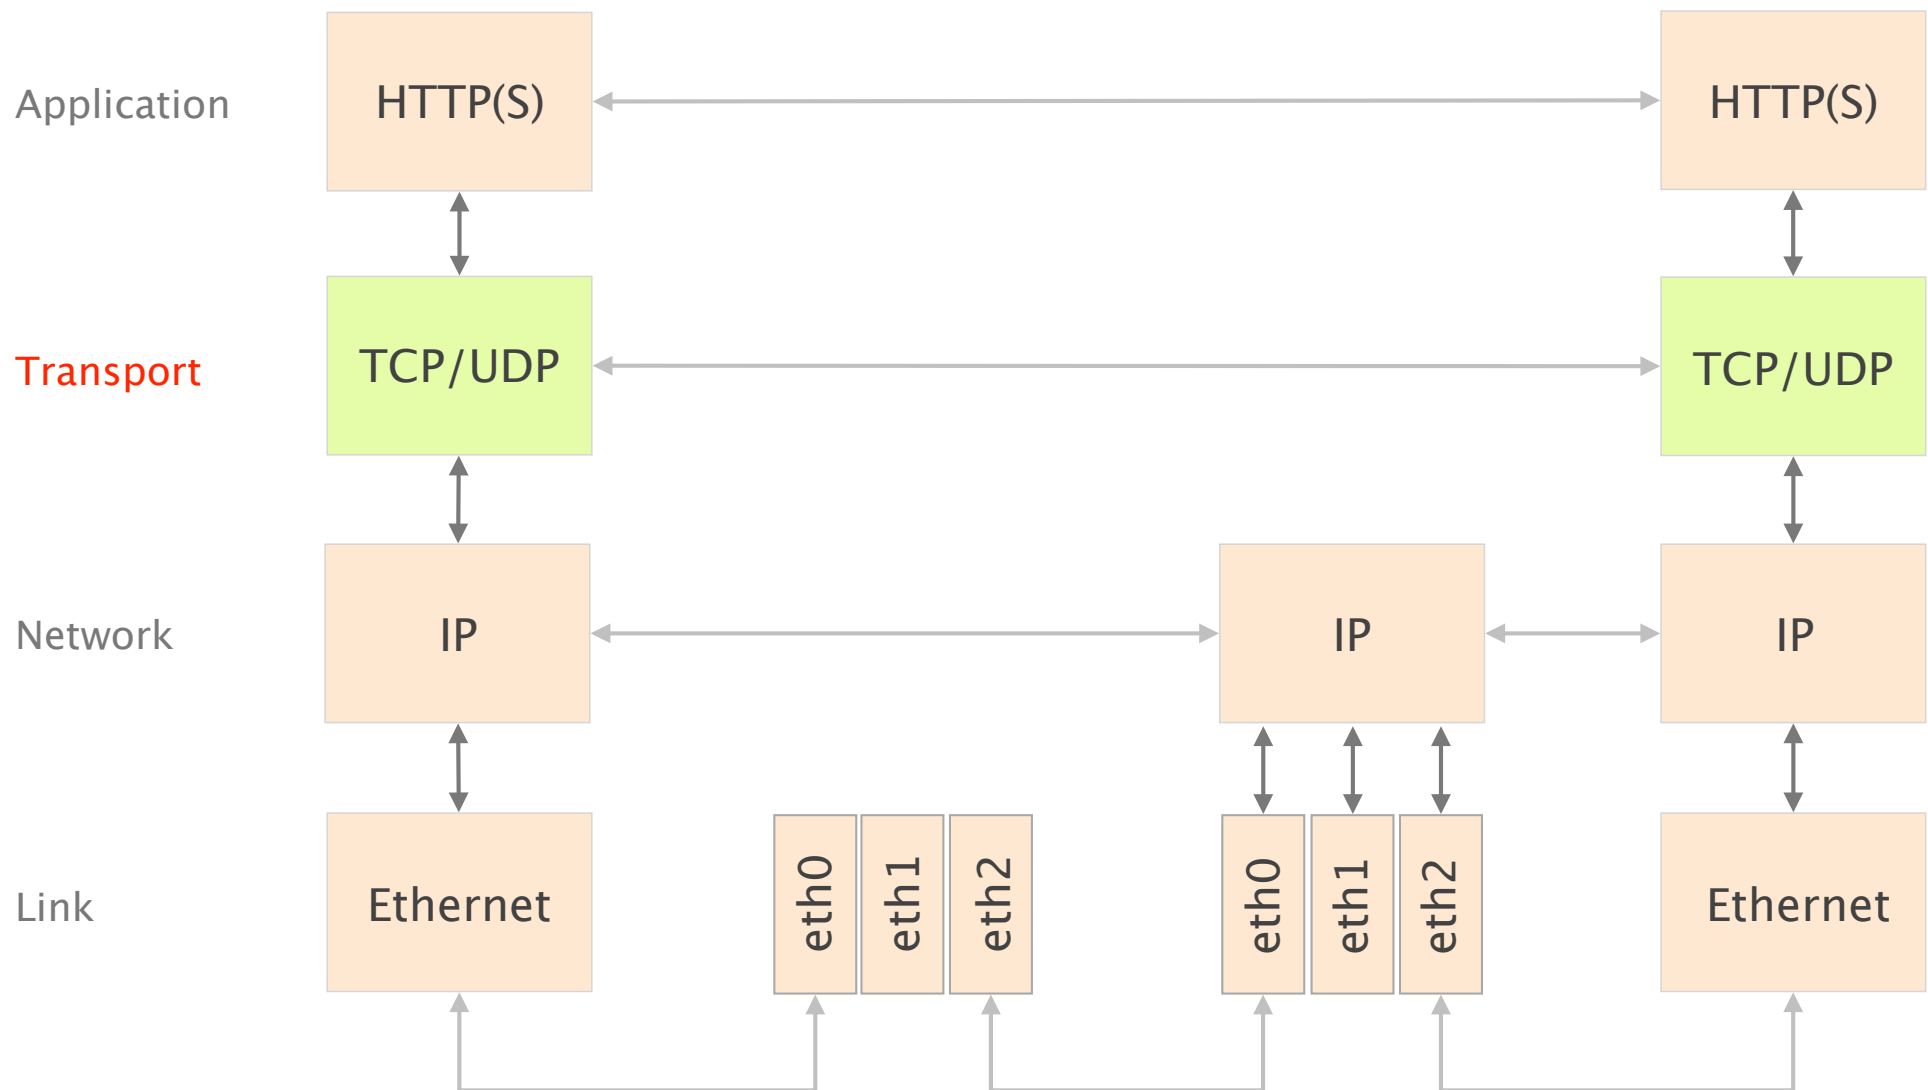 Application
HTTP(S)
HTTP(S)
Transport
TCP/UDP
TCP/UDP
Network
IP
IP
IP
Link
Ethernet
eth0
eth1
eth2
eth0
eth1
eth2
Ethernet